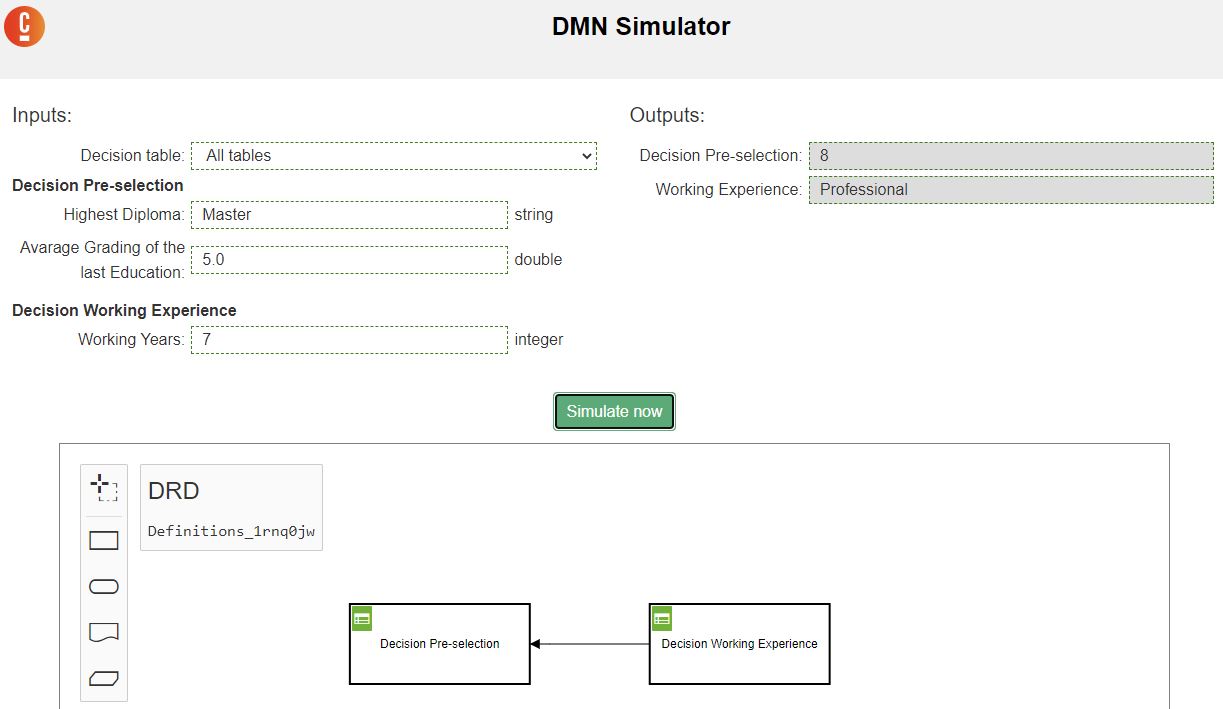 DMN Simulator
Inputs:
Decision table: All tables
Decision Pre-selection
Highest Diploma: Master string
Avarage Grading of the
last Education: 5.0 double
Decision Working Experience
Working Years: 7 integer
Outputs:
Decision Pre-selection: 8
Working Experience: Professional
Simulate now
DRD
Definitions_1rnq0jw
Decision Pre-selection
Decision Working Experience